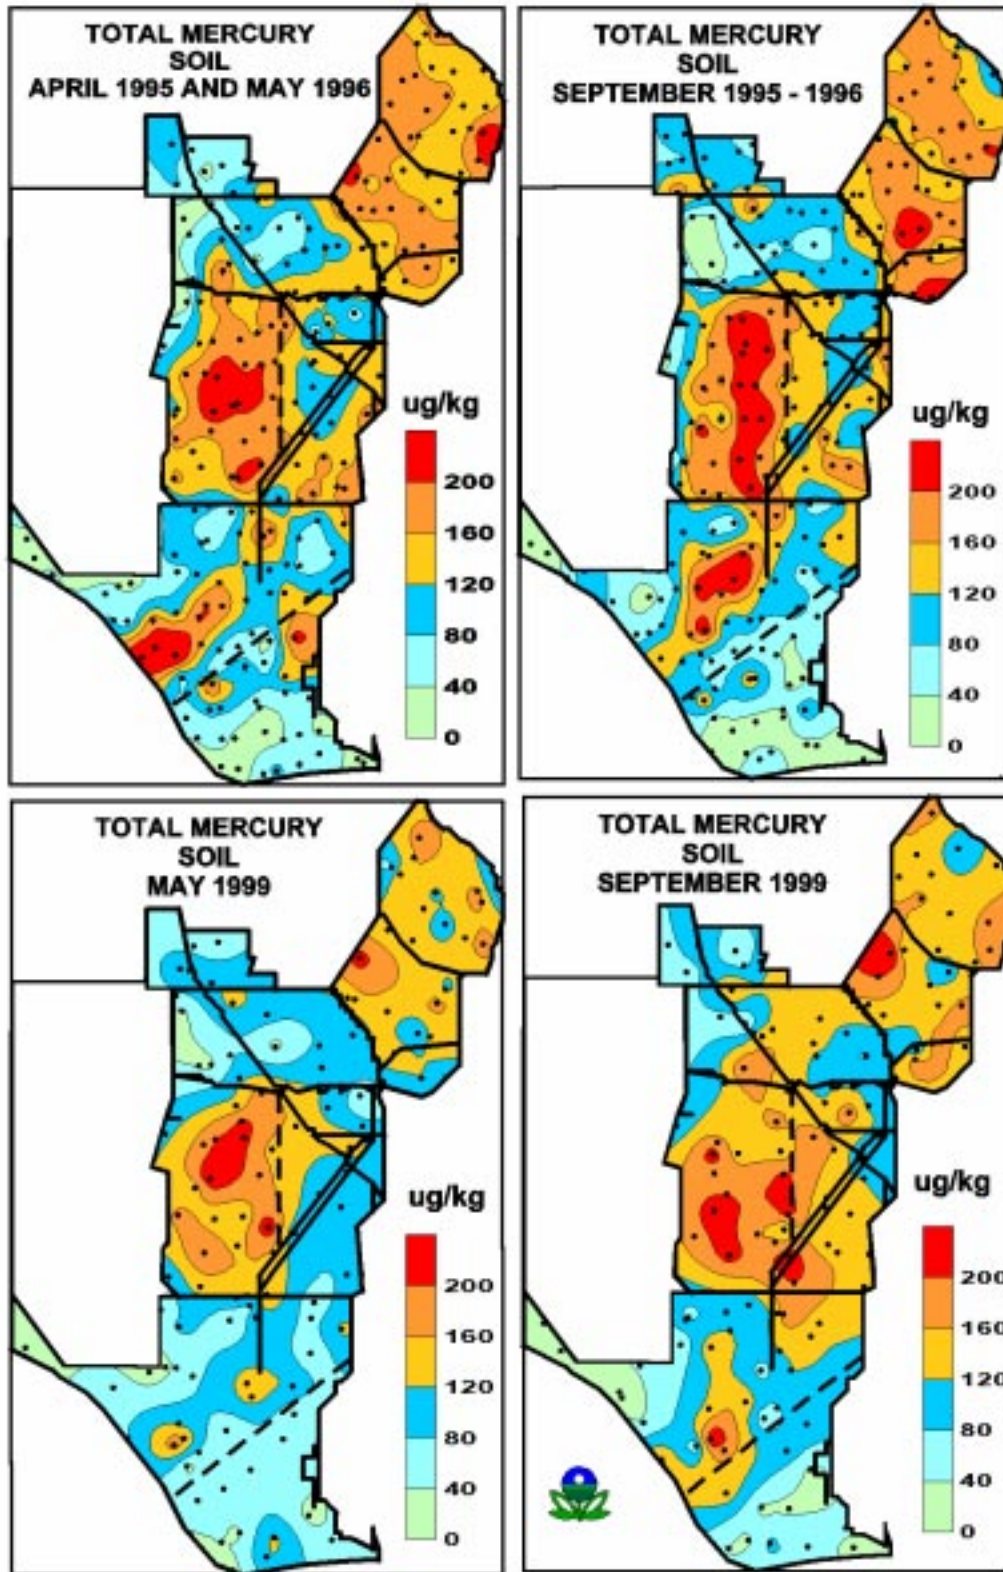 TOTAL MERCURY
SOIL
APRIL 1995 AND MAY 1996
ug/kg
200
160
120
80
40
0
TOTAL MERCURY
SOIL
SEPTEMBER 1995 - 1996
ug/kg
200
160
120
80
40
0
TOTAL MERCURY
SOIL
MAY 1999
ug/kg
200
160
120
80
40
0
TOTAL MERCURY
SOIL
SEPTEMBER 1999
ug/kg
200
160
120
80
40
0